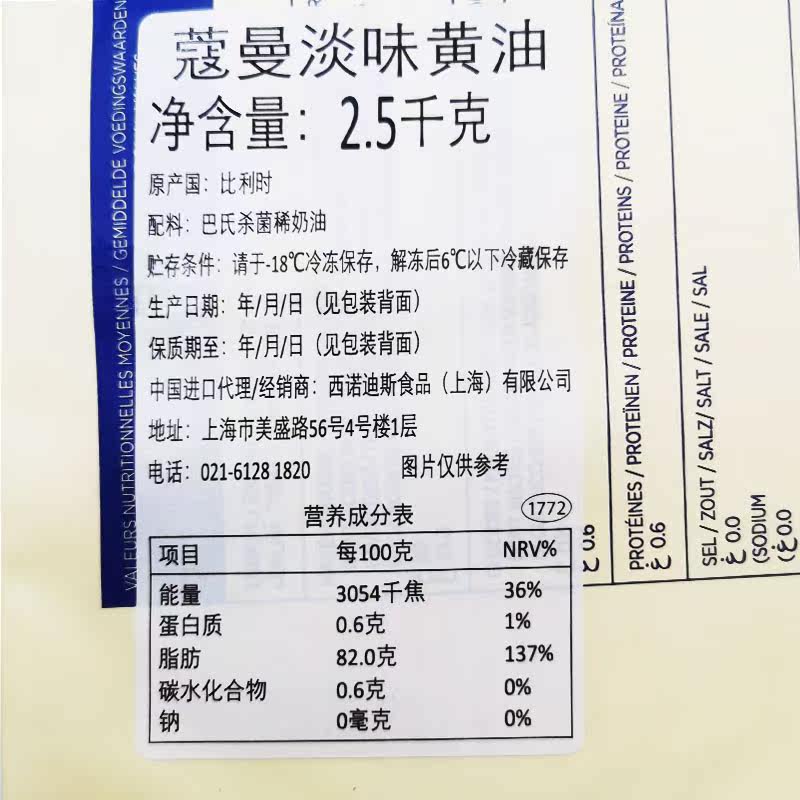 蔻曼淡味黄油
净含量：2.5千克
原产国：比利时
配料：巴氏杀菌稀奶油
贮存条件：请于-18℃冷冻保存，解冻后6℃以下冷藏保存
生产日期：年/月/日（见包装背面）
保质期至：年/月/日（见包装背面）
中国进口代理/经销商：西诺迪斯食品（上海）有限公司
地址：上海市美盛路56号4号楼1层
电话：021-6128 1820 图片仅供参考
营养成分表 1772
项目 每100克 NRV%
能量 3054千焦 36%
蛋白质 0.6克 1%
脂肪 82.0克 137%
碳水化合物 0.6克 0%
钠 0毫克 0%
VALEURS NUTRITIONNELLES MOYENNES / GEMIDDELDE VOEDINGSWAARDEN
غ 0.6
PROTÉINES / PROTEÏNEN / PROTEINE / PROTEINS / PROTEINE / PROTEÍNA
غ 0.6
SEL / ZOUT / SALZ/ SALT / SALE / SAL
غ 0.0
(SODIUM
(غ 0.0